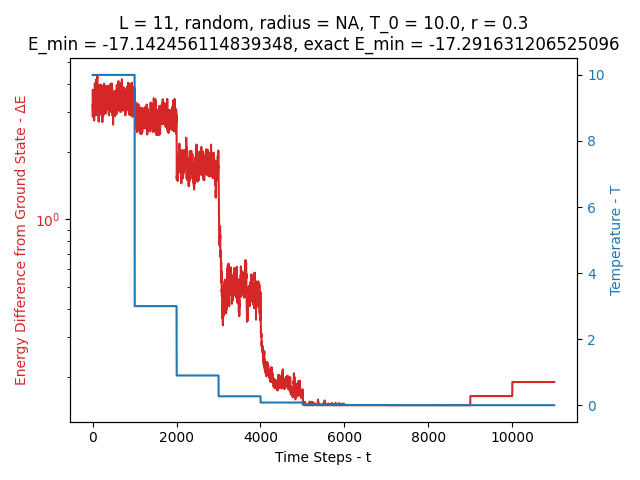 L = 11, random, radius = NA, T_0 = 10.0, r = 0.3
E_min = -17.142456114839348, exact E_min = -17.291631206525096
Energy Difference from Ground State - ΔE
10⁰
10
8
6
4
2
0
Temperature - T
0 2000 4000 6000 8000 10000
Time Steps - t